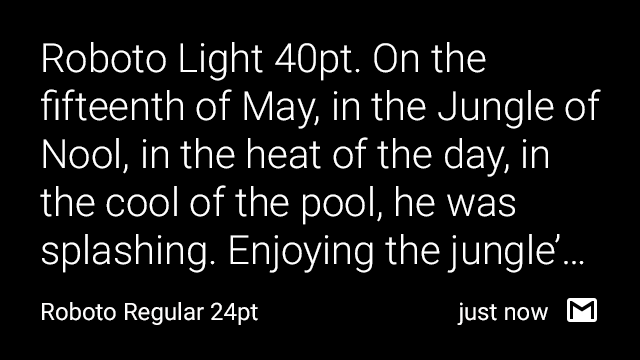 Roboto Light 40pt. On the
fifteenth of May, in the Jungle of
Nool, in the heat of the day, in
the cool of the pool, he was
splashing. Enjoying the jungle’…
Roboto Regular 24pt
just now